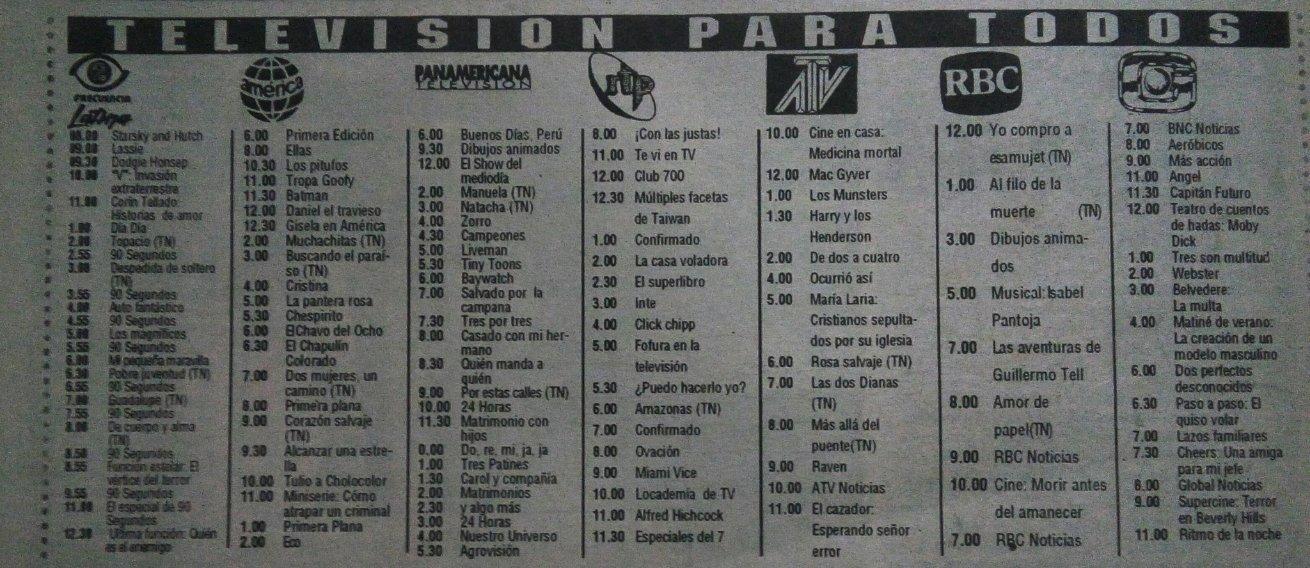 TELEVISION PARA TODOS
FRECUENCIA
Latina
08.00 Starsky and Hutch
09.00 Lassie
09.30 Dodgie Honsep
10.00 "V": Invasión
extraterrestre
11.00 Corín Tellado:
Historias de amor
1.00 Día Día
2.00 Topacio (TN)
2.55 90 Segundos
3.00 Despedida de soltero
(TN)
3.55 90 Segundos
4.00 Auto fantástico
4.55 90 Segundos
5.00 Los magníficos
5.55 90 Segundos
6.00 Mi pequeña maravilla
6.30 Pobre juventud (TN)
6.55 90 Segundos
7.00 Guadalupe (TN)
7.55 90 Segundos
8.00 De cuerpo y alma
(TN)
8.50 90 Segundos
8.55 Función estelar: El
vértice del terror
9.55 90 Segundos
11.00 El especial de 90
Segundos
12.30 Ultima función: Quién
es el enemigo
america
6.00 Primera Edición
8.00 Ellas
10.30 Los pitufos
11.00 Tropa Goofy
11.30 Batman
12.00 Daniel el travieso
12.30 Gisela en América
2.00 Muchachitas (TN)
3.00 Buscando el paraí-
so (TN)
4.00 Cristina
5.00 La pantera rosa
5.30 Chespirito
6.00 El Chavo del Ocho
6.30 El Chapulín
Colorado
7.00 Dos mujeres, un
camino (TN)
8.00 Primera plana
9.00 Corazón salvaje
(TN)
9.30 Alcanzar una estre-
lla
10.00 Tulio a Cholocolor
11.00 Miniserie: Cómo
atrapar un criminal
1.00 Primera Plana
2.00 Eco
PANAMERICANA
TELEVISION
6.00 Buenos Días, Perú
9.30 Dibujos animados
12.00 El Show del
mediodía
2.00 Manuela (TN)
3.00 Natacha (TN)
4.00 Zorro
4.30 Campeones
5.00 Liveman
5.30 Tiny Toons
6.00 Baywatch
7.00 Salvado por la
campana
7.30 Tres por tres
8.00 Casado con mi her-
mano
8.30 Quién manda a
quién
9.00 Por estas calles (TN)
10.00 24 Horas
11.30 Matrimonio con
hijos
0.00 Do, re, mi, ja, ja
1.00 Tres Patines
1.30 Carol y compañía
2.00 Matrimonios
2.30 y algo más
3.00 24 Horas
4.00 Nuestro Universo
5.30 Agrovisión
rtp
8.00 ¡Con las justas!
11.00 Te vi en TV
12.00 Club 700
12.30 Múltiples facetas
de Taiwan
1.00 Confirmado
2.00 La casa voladora
2.30 El superlibro
3.00 Inte
4.00 Click chipp
5.00 Fofura en la
televisión
5.30 ¿Puedo hacerlo yo?
6.00 Amazonas (TN)
7.00 Confirmado
8.00 Ovación
9.00 Miami Vice
10.00 Locademía de TV
11.00 Alfred Hichcock
11.30 Especiales del 7
ATV
10.00 Cine en casa:
Medicina mortal
12.00 Mac Gyver
1.00 Los Munsters
1.30 Harry y los
Henderson
2.00 De dos a cuatro
4.00 Ocurrió así
5.00 María Laria:
Cristianos sepulta-
dos por su iglesia
6.00 Rosa salvaje (TN)
7.00 Las dos Dianas
(TN)
8.00 Más allá del
puente(TN)
9.00 Raven
10.00 ATV Noticias
11.00 El cazador:
Esperando señor
error
RBC
12.00 Yo compro a
esamujet (TN)
1.00 Al filo de la
muerte (TN)
3.00 Dibujos anima-
dos
5.00 Musical:Isabel
Pantoja
7.00 Las aventuras de
Guillermo Tell
8.00 Amor de
papel(TN)
9.00 RBC Noticias
10.00 Cine: Morir antes
del amanecer
7.00 RBC Noticias
7.00 BNC Noticias
8.00 Aeróbicos
9.00 Más acción
11.00 Angel
11.30 Capitán Futuro
12.00 Teatro de cuentos
de hadas: Moby
Dick
1.00 Tres son multitud
2.00 Webster
3.00 Belvedere:
La multa
4.00 Matiné de verano:
La creación de un
modelo masculino
6.00 Dos perfectos
desconocidos
6.30 Paso a paso: El
quiso volar
7.00 Lazos familiares
7.30 Cheers: Una amiga
para mi jefe
8.00 Global Noticias
9.00 Supercine: Terror
en Beverly Hills
11.00 Ritmo de la noche